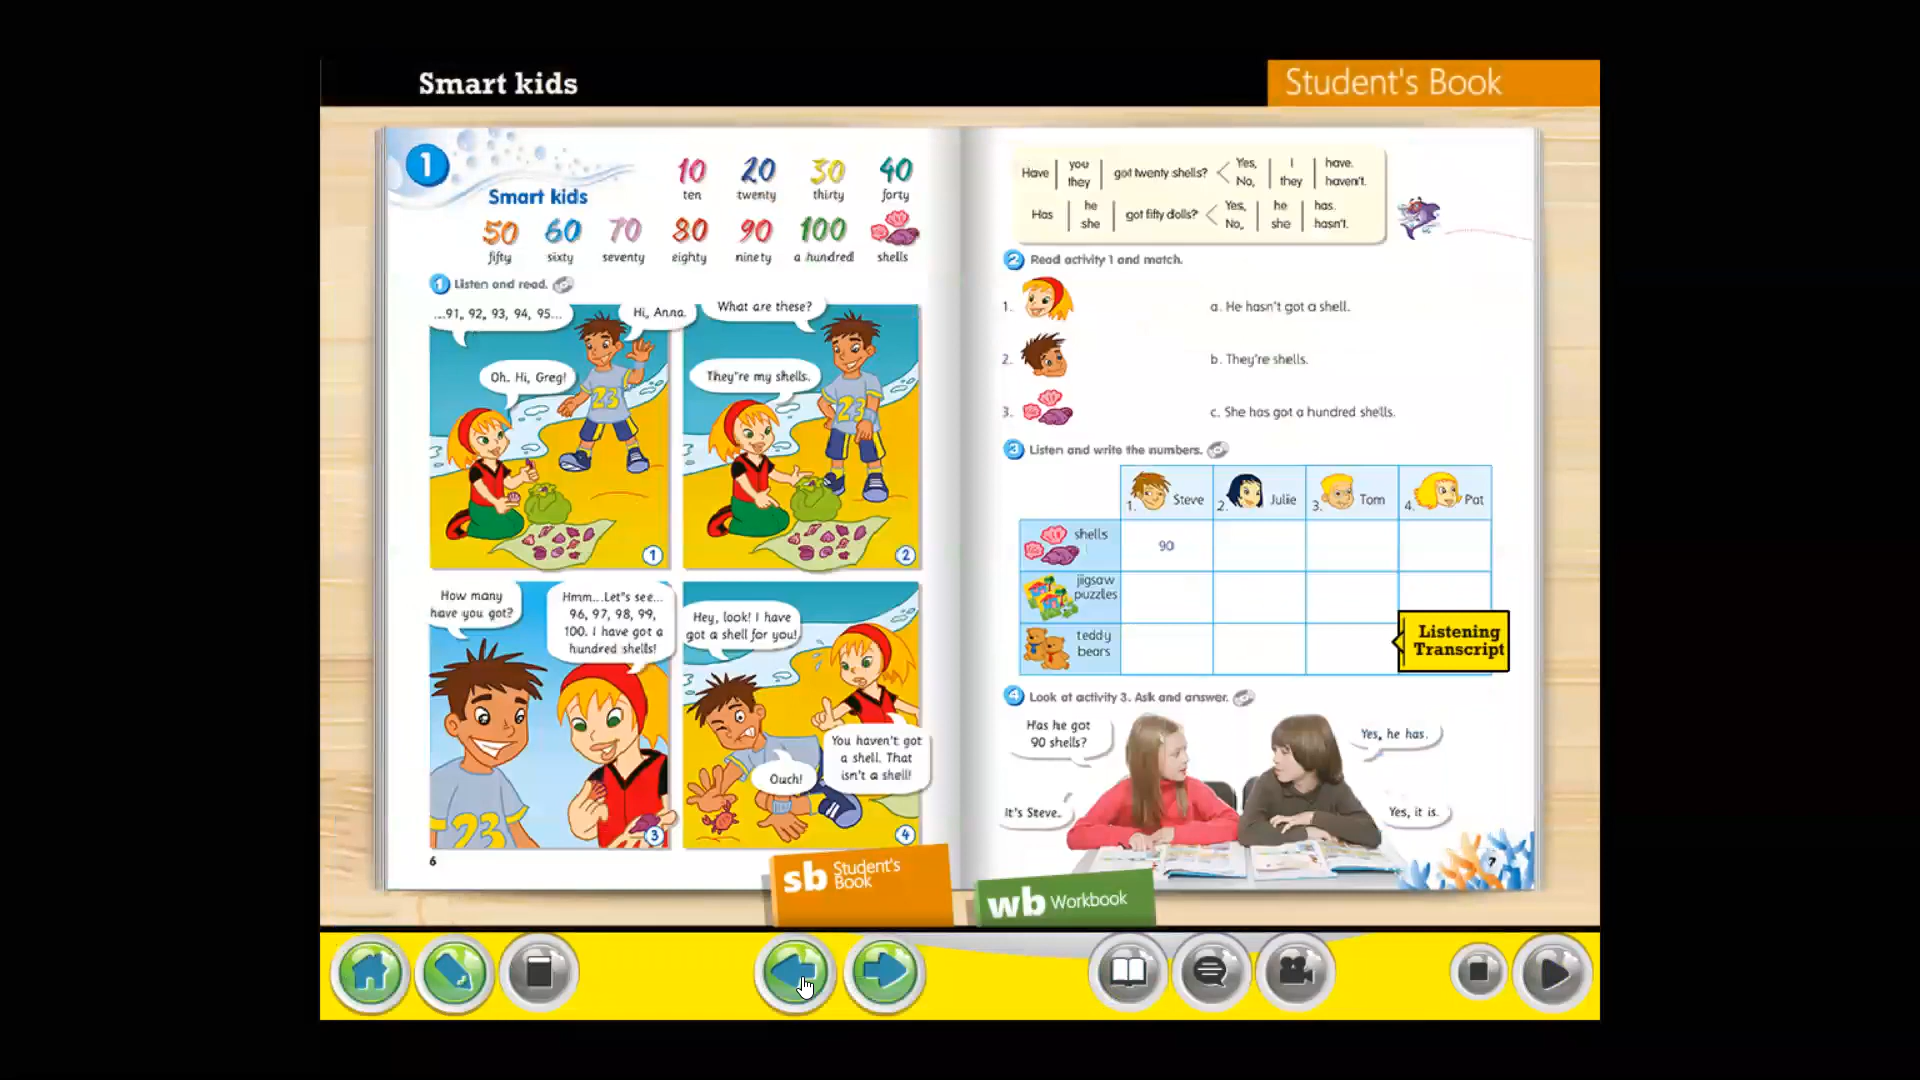 Smart kids
Student's Book
1
Smart kids
10 20 30 40
ten twenty thirty forty
50 60 70 80 90 100
fifty sixty seventy eighty ninety a hundred shells
1 Listen and read.
...91, 92, 93, 94, 95...
Hi, Anna.
Oh. Hi, Greg!
23
1
What are these?
They're my shells.
23
2
How many
have you got?
Hmm...Let's see...
96, 97, 98, 99,
100. I have got a
hundred shells!
23
3
Hey, look! I have
got a shell for you!
Ouch!
You haven't got
a shell. That
isn't a shell!
4
6
Have you they got twenty shells? Yes, No, I they have. haven't.
Has he she got fifty dolls? Yes, No, he she has. hasn't.
2 Read activity 1 and match.
1. a. He hasn't got a shell.
2. b. They're shells.
3. c. She has got a hundred shells.
3 Listen and write the numbers.
1. Steve 2. Julie 3. Tom 4. Pat
shells 90
jigsaw
puzzles
teddy
bears
Listening
Transcript
4 Look at activity 3. Ask and answer.
Has he got
90 shells?
Yes, he has.
It's Steve.
Yes, it is.
7
sb Student's
Book
wb Workbook